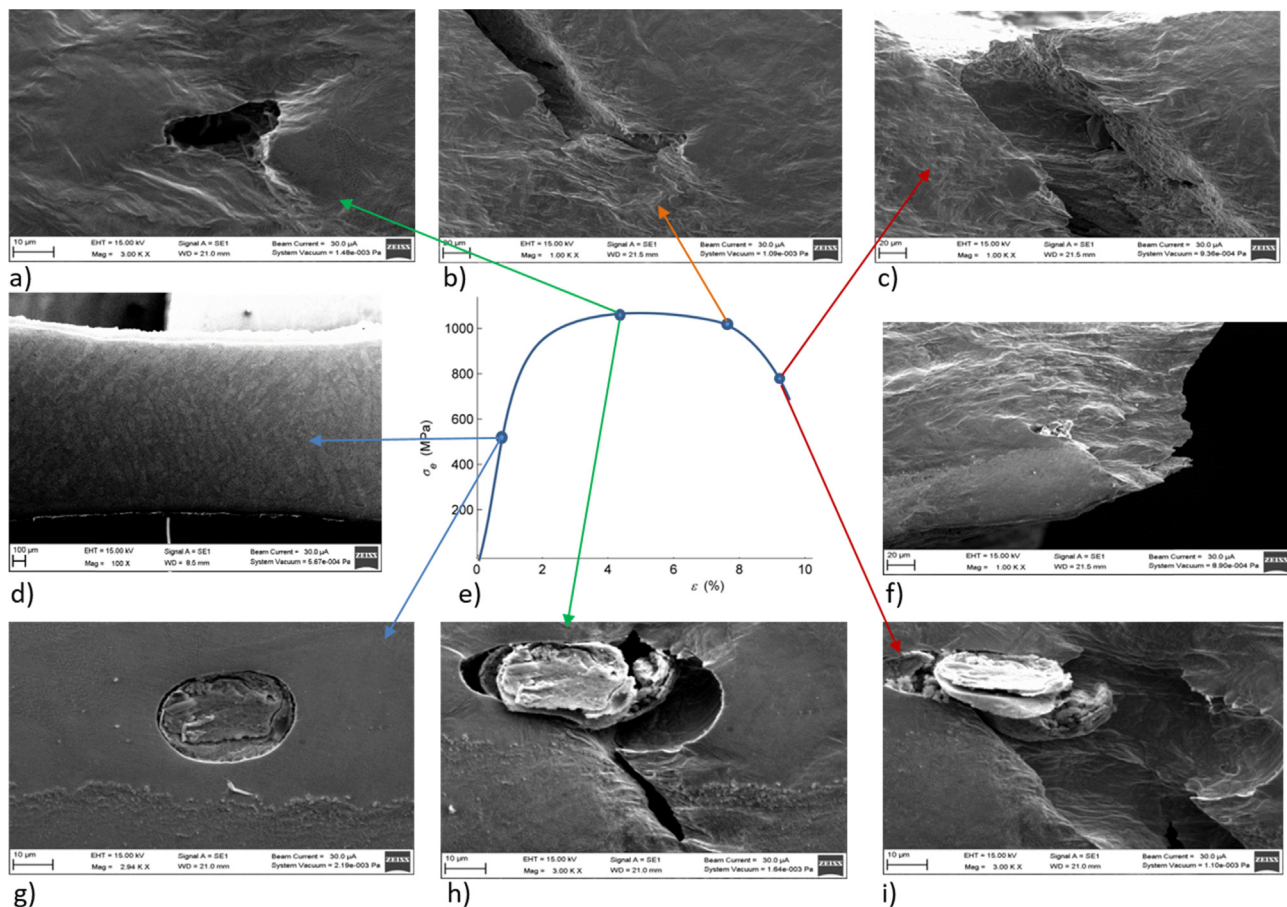 10 µm EHT = 15.00 kV Signal A = SE1 Beam Current = 30.0 µA ZEISS
Mag = 3.00 K X WD = 21.0 mm System Vacuum = 1.48e-003 Pa
a)
20 µm EHT = 15.00 kV Signal A = SE1 Beam Current = 30.0 µA ZEISS
Mag = 1.00 K X WD = 21.5 mm System Vacuum = 1.09e-003 Pa
b)
20 µm EHT = 15.00 kV Signal A = SE1 Beam Current = 30.0 µA ZEISS
Mag = 1.00 K X WD = 21.5 mm System Vacuum = 9.36e-004 Pa
c)
100 µm EHT = 15.00 kV Signal A = SE1 Beam Current = 30.0 µA ZEISS
Mag = 100 X WD = 8.5 mm System Vacuum = 5.67e-004 Pa
d)
1000
800
600
400
200
σe (MPa)
0 2 4 6 8 10
ε (%)
e)
20 µm EHT = 15.00 kV Signal A = SE1 Beam Current = 30.0 µA ZEISS
Mag = 1.00 K X WD = 21.5 mm System Vacuum = 8.90e-004 Pa
f)
10 µm EHT = 15.00 kV Signal A = SE1 Beam Current = 30.0 µA ZEISS
Mag = 2.94 K X WD = 21.0 mm System Vacuum = 2.19e-003 Pa
g)
10 µm EHT = 15.00 kV Signal A = SE1 Beam Current = 30.0 µA ZEISS
Mag = 3.00 K X WD = 21.0 mm System Vacuum = 1.64e-003 Pa
h)
10 µm EHT = 15.00 kV Signal A = SE1 Beam Current = 30.0 µA ZEISS
Mag = 3.00 K X WD = 21.0 mm System Vacuum = 1.10e-003 Pa
i)